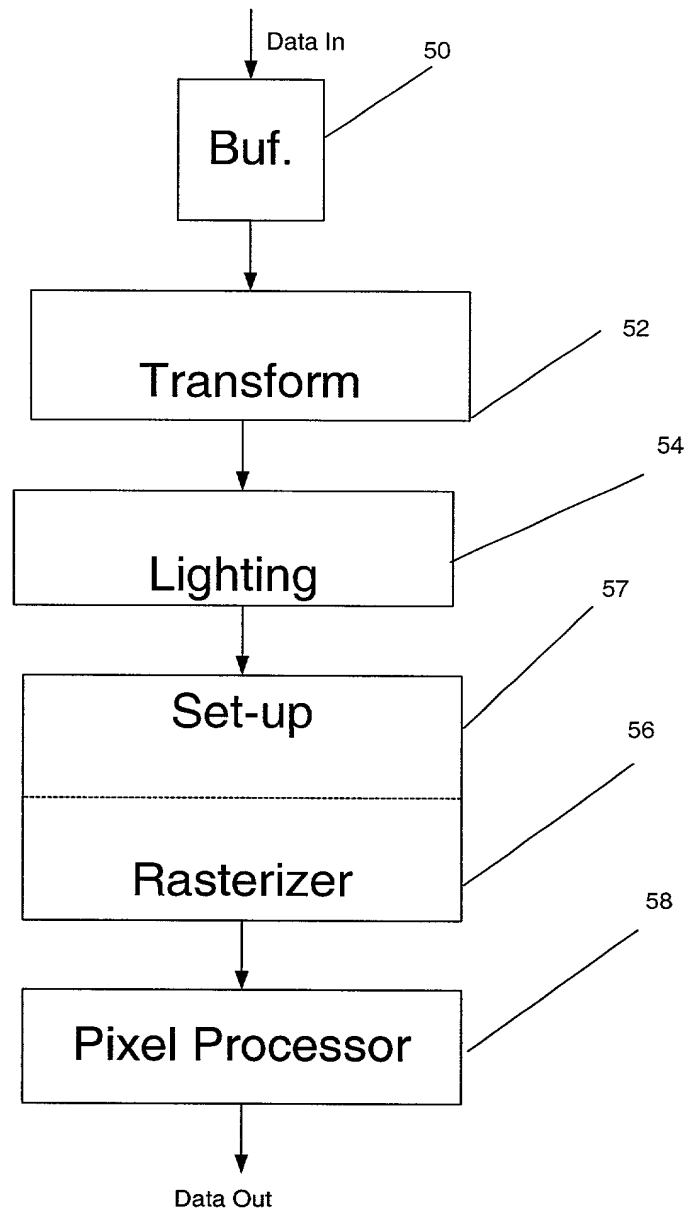 Data In
50
Buf.
52
Transform
54
Lighting
57
Set-up
56
Rasterizer
58
Pixel Processor
Data Out